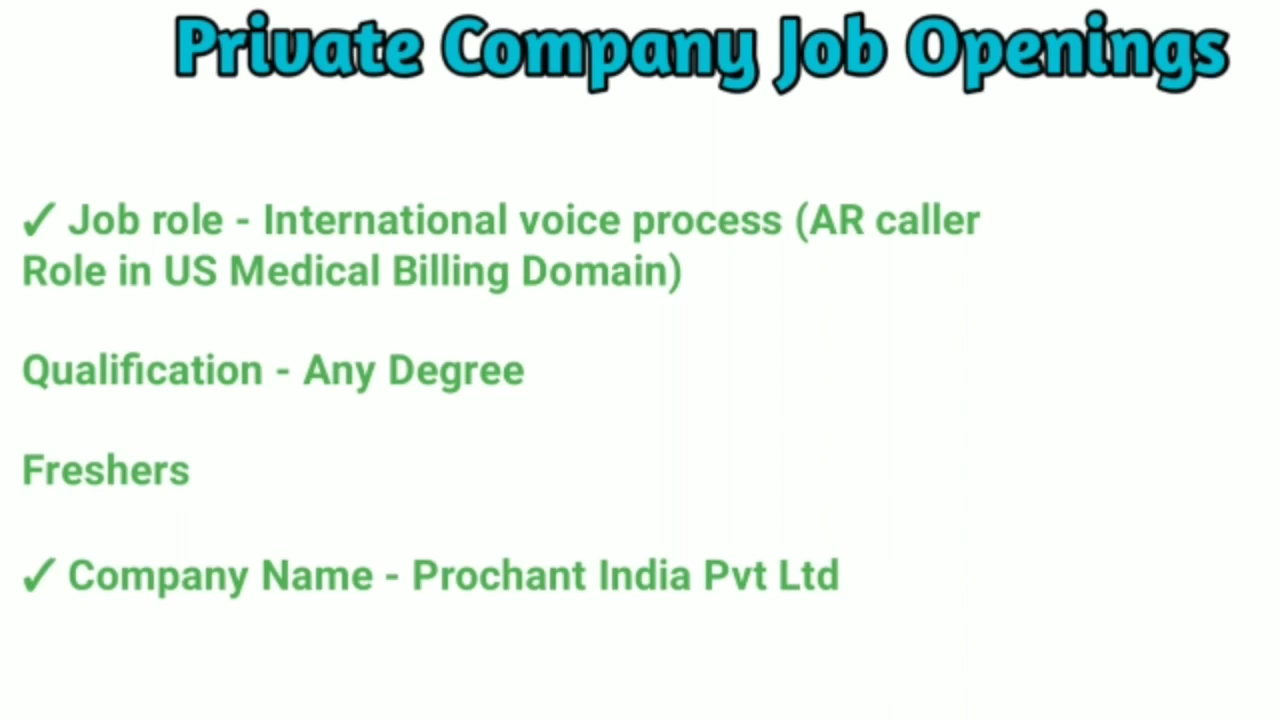 Private Company Job Openings
✓ Job role - International voice process (AR caller
Role in US Medical Billing Domain)
Qualification - Any Degree
Freshers
✓ Company Name - Prochant India Pvt Ltd